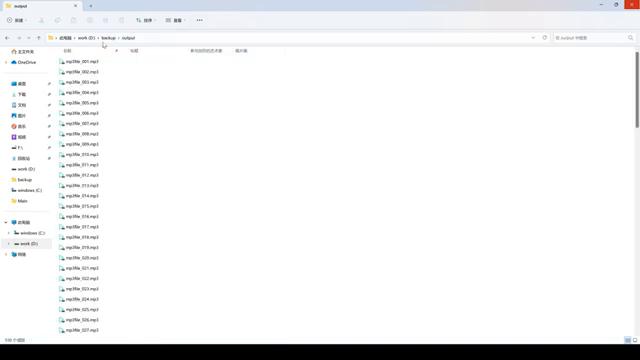 output
新建
排序
查看
此电脑 › work (D:) › backup › output
在 output 中搜索
主文件夹
OneDrive
桌面
下载
文档
图片
音乐
视频
F:\
回收站
work (D:)
backup
windows (C:)
Main
此电脑
windows (C:)
work (D:)
网络
名称
#
标题
参与创作的艺术家
唱片集
mp3file_001.mp3
mp3file_002.mp3
mp3file_003.mp3
mp3file_004.mp3
mp3file_005.mp3
mp3file_006.mp3
mp3file_007.mp3
mp3file_008.mp3
mp3file_009.mp3
mp3file_010.mp3
mp3file_011.mp3
mp3file_012.mp3
mp3file_013.mp3
mp3file_014.mp3
mp3file_015.mp3
mp3file_016.mp3
mp3file_017.mp3
mp3file_018.mp3
mp3file_019.mp3
mp3file_020.mp3
mp3file_021.mp3
mp3file_022.mp3
mp3file_023.mp3
mp3file_024.mp3
mp3file_025.mp3
mp3file_026.mp3
mp3file_027.mp3